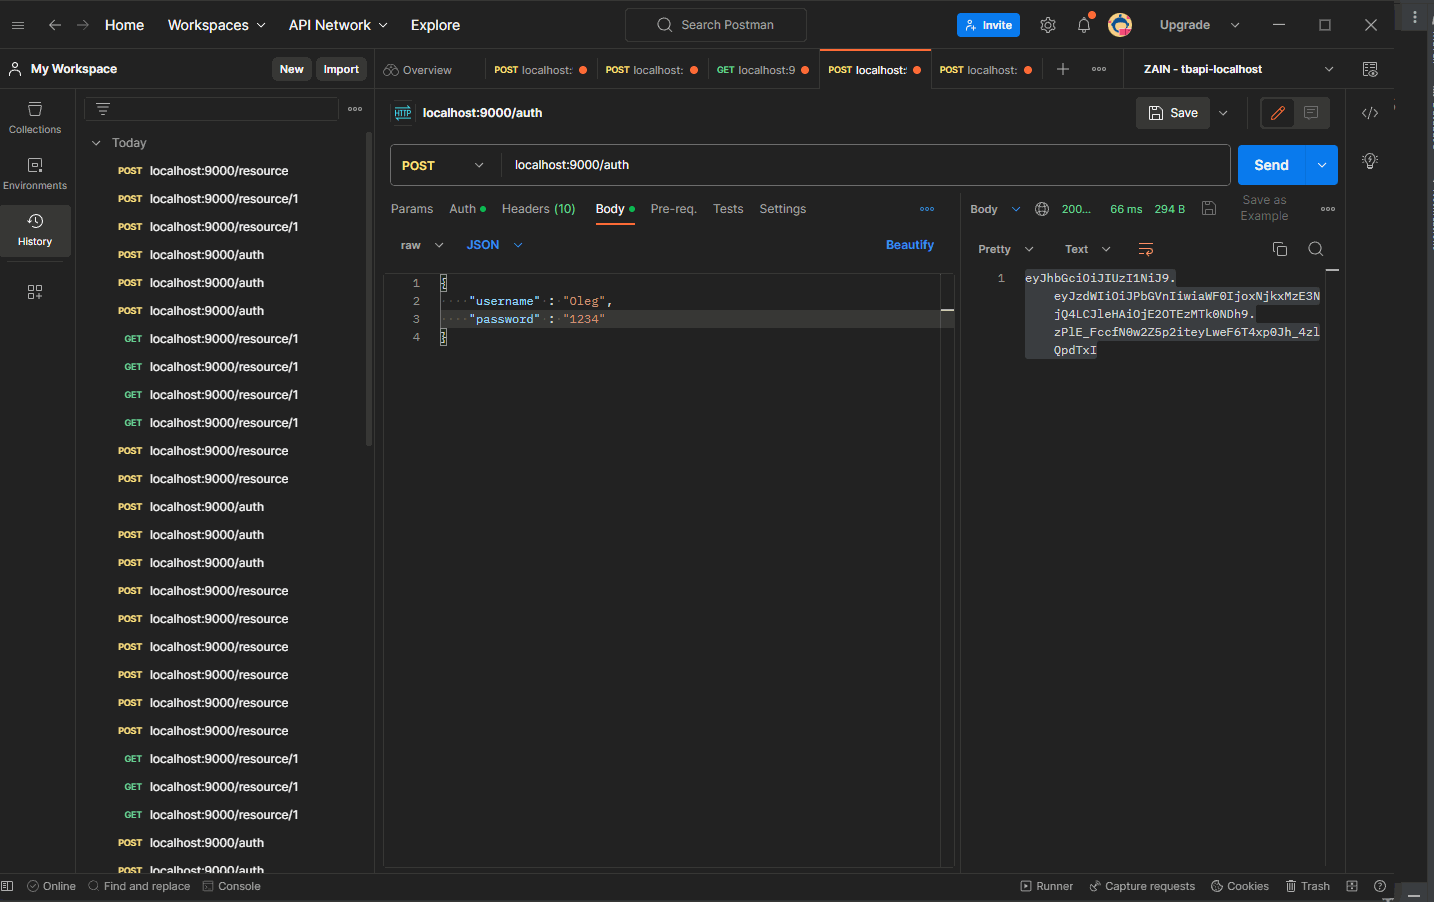 Home Workspaces API Network Explore Search Postman Invite Upgrade
My Workspace New Import Overview POST localhost: POST localhost: GET localhost:9 POST localhost: POST localhost: ZAIN - tbapi-localhost
Collections
Environments
History
Today
POST localhost:9000/resource
POST localhost:9000/resource/1
POST localhost:9000/resource/1
POST localhost:9000/auth
POST localhost:9000/auth
POST localhost:9000/auth
GET localhost:9000/resource/1
GET localhost:9000/resource/1
GET localhost:9000/resource/1
GET localhost:9000/resource/1
POST localhost:9000/resource
POST localhost:9000/resource
POST localhost:9000/auth
POST localhost:9000/auth
POST localhost:9000/auth
POST localhost:9000/resource
POST localhost:9000/resource
POST localhost:9000/resource
POST localhost:9000/resource
POST localhost:9000/resource
POST localhost:9000/resource
GET localhost:9000/resource/1
GET localhost:9000/resource/1
GET localhost:9000/resource/1
POST localhost:9000/auth
POST localhost:9000/auth
HTTP localhost:9000/auth Save
POST localhost:9000/auth Send
Params Auth Headers (10) Body Pre-req. Tests Settings
raw JSON Beautify
1 {
2 "username" : "Oleg",
3 "password" : "1234"
4 }
Body 200... 66 ms 294 B Save as Example
Pretty Text
1 eyJhbGciOiJIUzI1NiJ9.
eyJzdWIiOiJPbGVnIiwiaWF0IjoxNjkxMzE3N
jQ4LCJleHAiOjE2OTEzMTk0NDh9.
zPlE_FccfN0w2Z5p2iteyLweF6T4xp0Jh_4zl
QpdTxI
Online Find and replace Console Runner Capture requests Cookies Trash